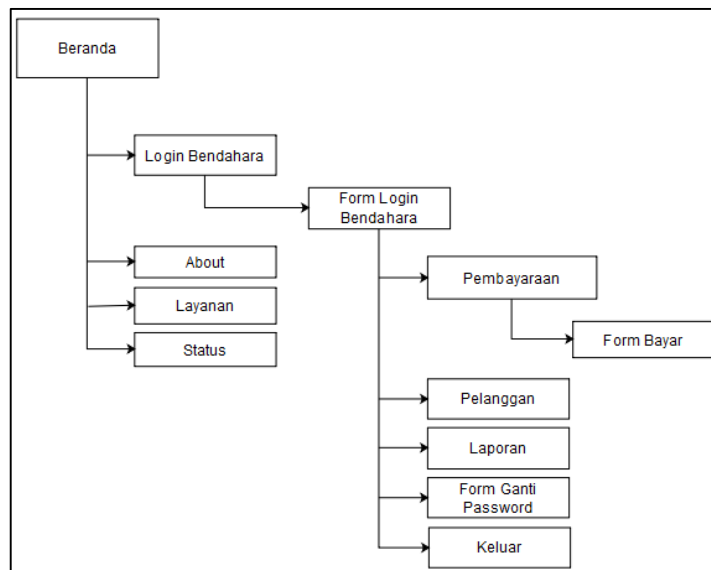 Beranda
Login Bendahara
Form Login
Bendahara
About
Layanan
Status
Pembayaraan
Form Bayar
Pelanggan
Laporan
Form Ganti
Password
Keluar